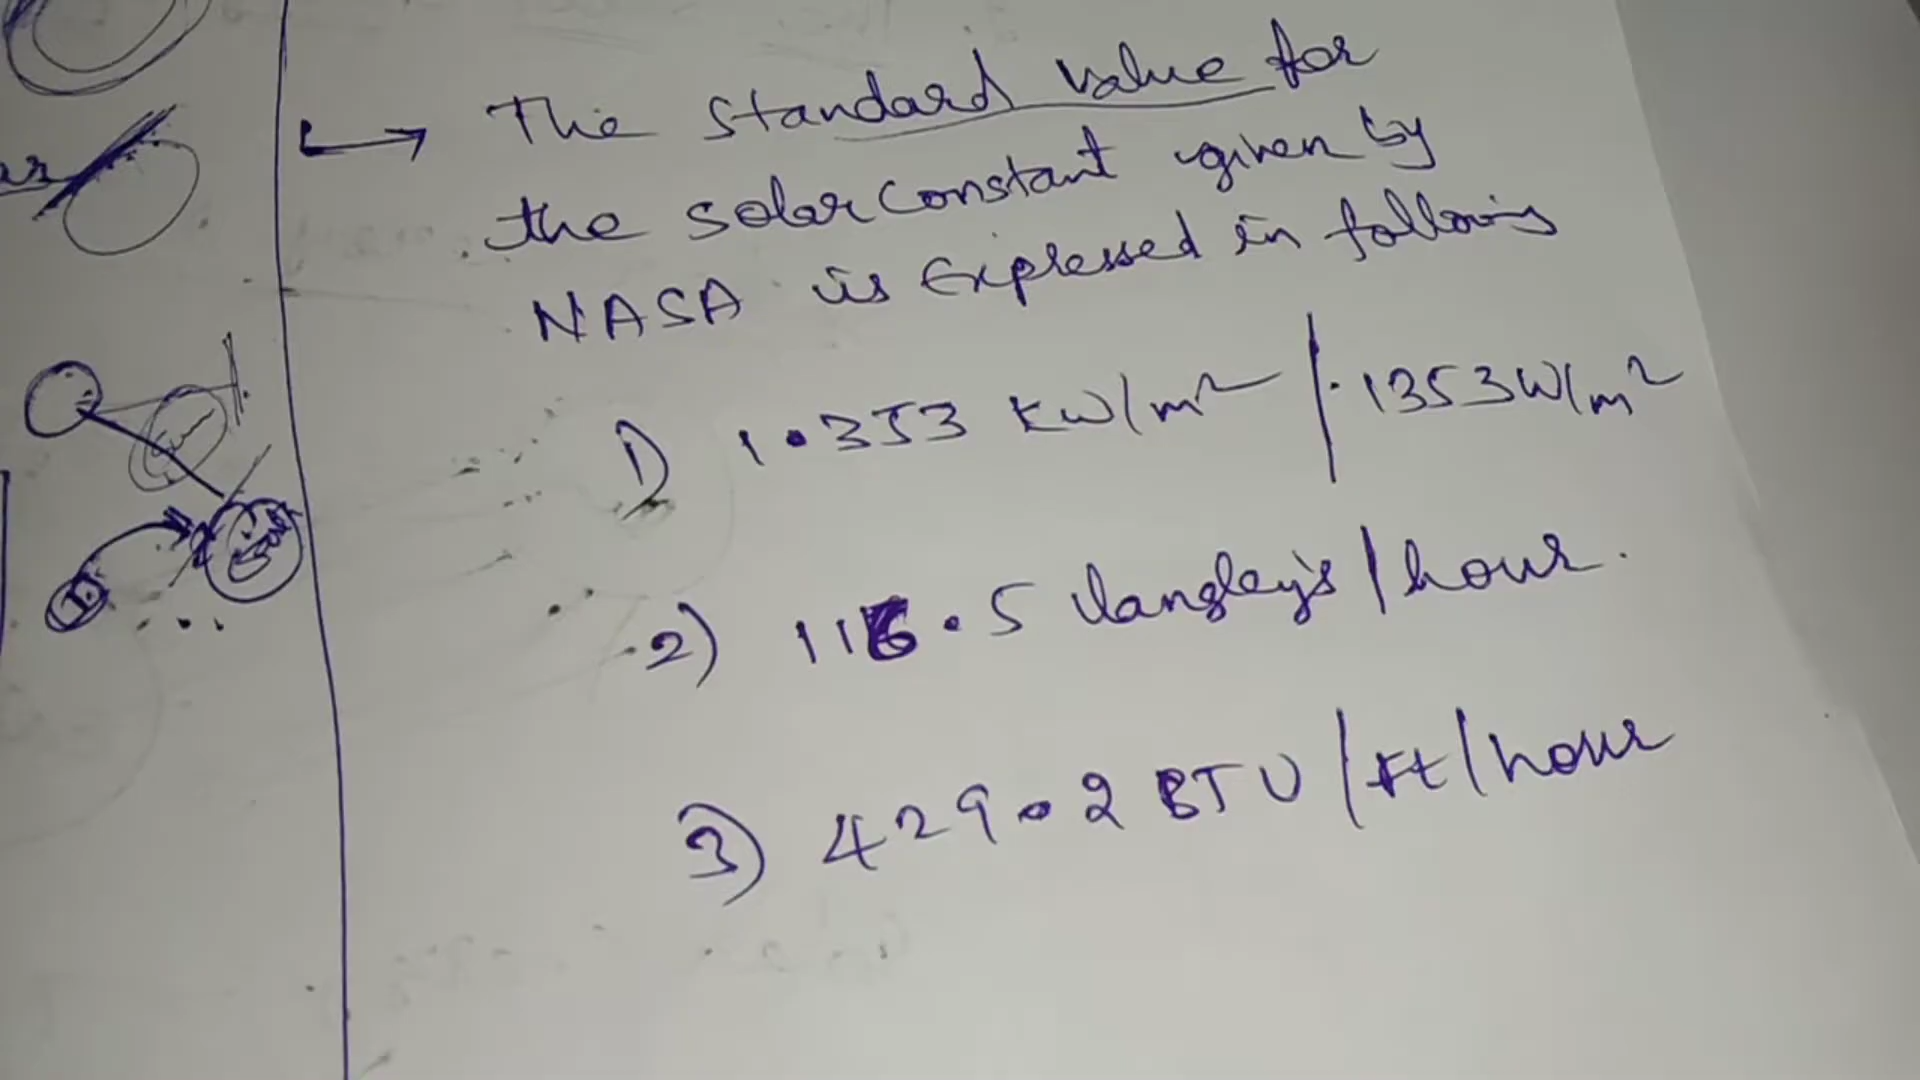 The standard value for
the solar constant given by
NASA is Expressed in following
1) 1.353 kw/m² / 1353W/m²
2) 116.5 langley's / hour.
3) 429.2 BTU / ft / hour